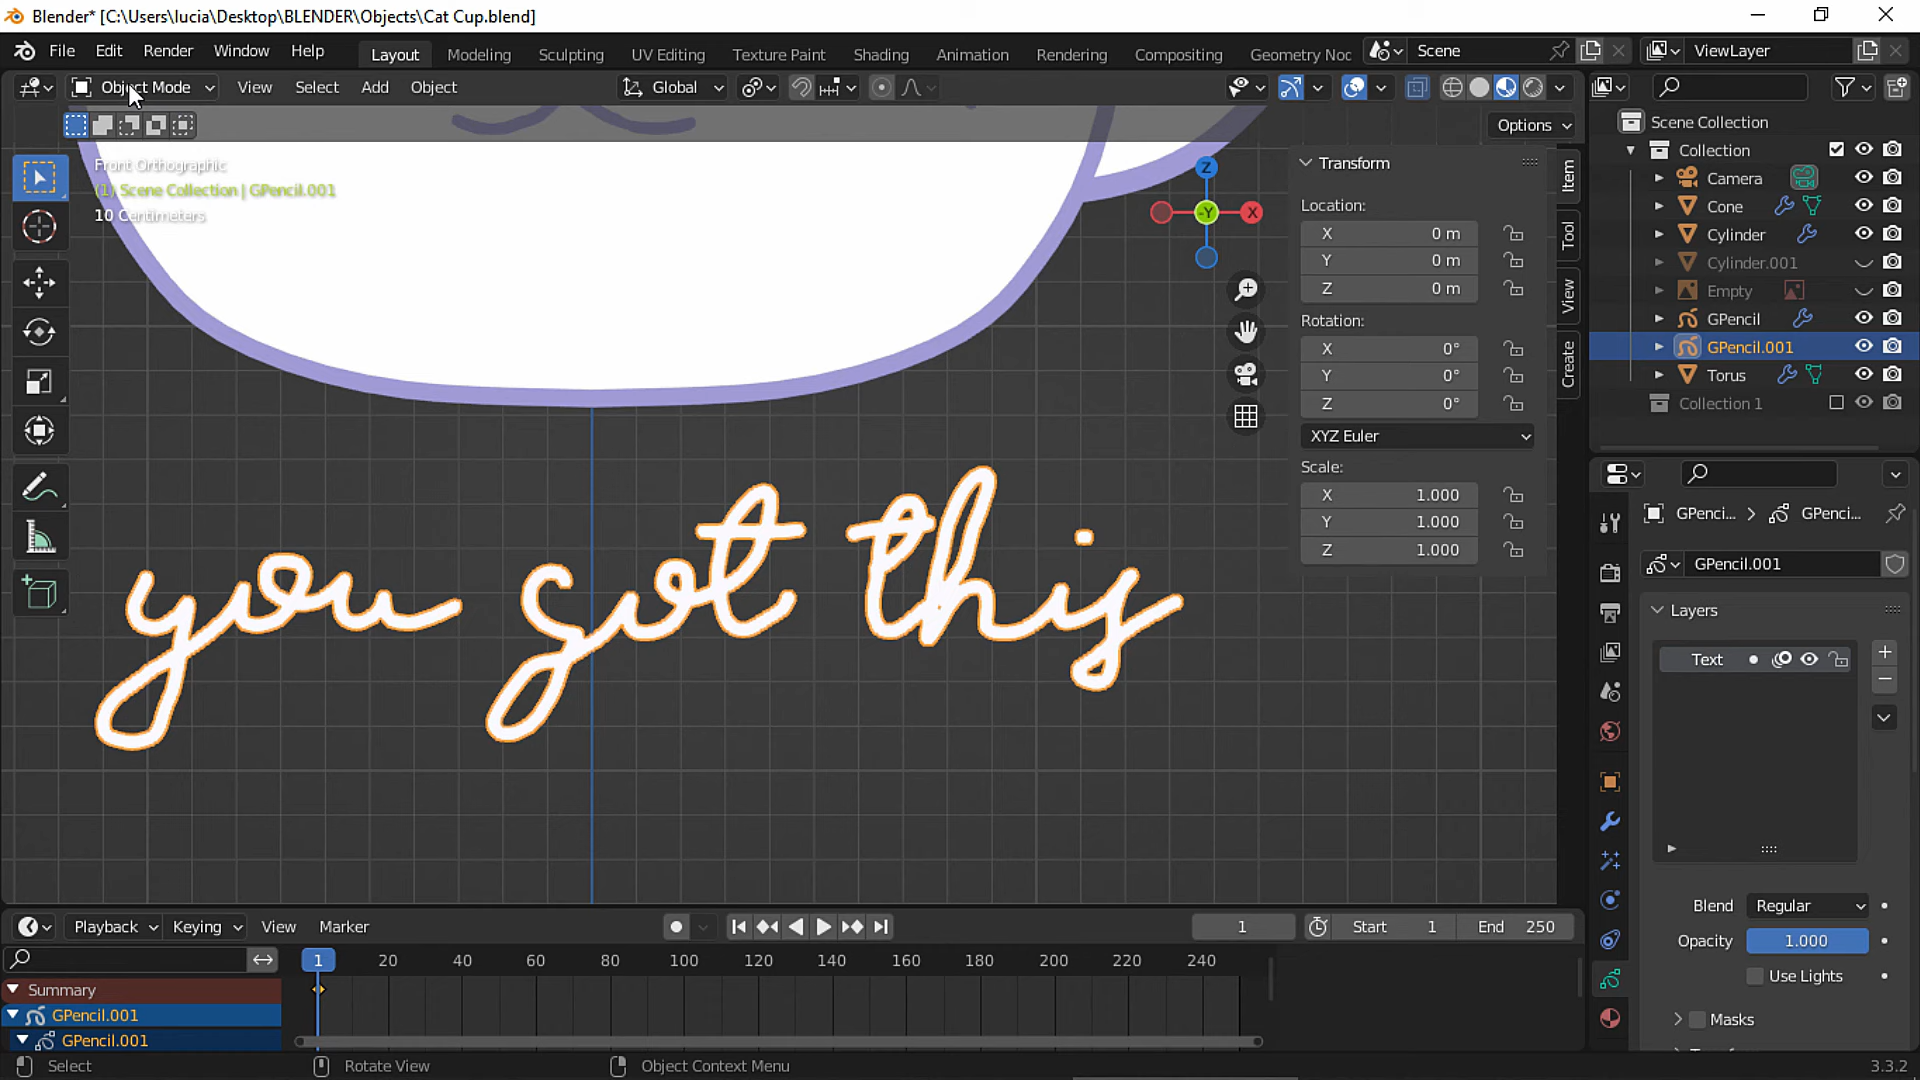 Blender* [C:\Users\lucia\Desktop\BLENDER\Objects\Cat Cup.blend]
File Edit Render Window Help Layout Modeling Sculpting UV Editing Texture Paint Shading Animation Rendering Compositing Geometry Noc Scene ViewLayer
Object Mode View Select Add Object Global
Options
Front Orthographic
(1) Scene Collection | GPencil.001
10 Centimeters
Z
-Y
X
Transform
Location:
X 0 m
Y 0 m
Z 0 m
Rotation:
X 0°
Y 0°
Z 0°
XYZ Euler
Scale:
X 1.000
Y 1.000
Z 1.000
Item
Tool
View
Create
you got this
Scene Collection
Collection
Camera
Cone
Cylinder
Cylinder.001
Empty
GPencil
GPencil.001
Torus
Collection 1
GPenci... > GPenci...
GPencil.001
Layers
Text
Blend Regular
Opacity 1.000
Use Lights
Masks
Playback Keying View Marker 1 Start 1 End 250
1 20 40 60 80 100 120 140 160 180 200 220 240
Summary
GPencil.001
GPencil.001
Select Rotate View Object Context Menu 3.3.2